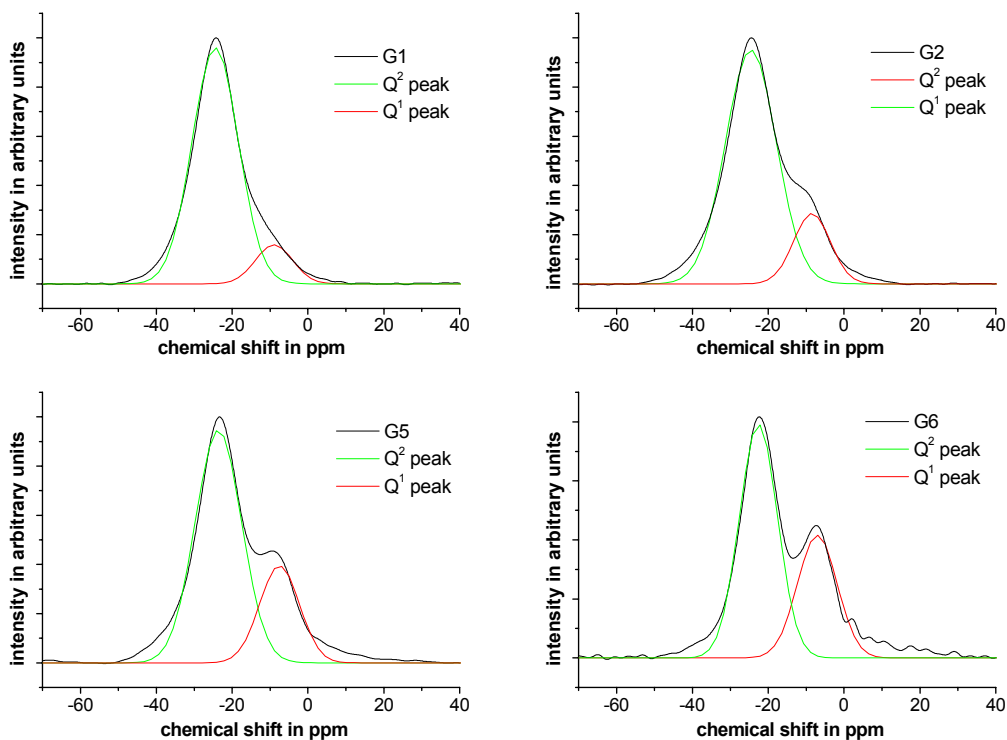 intensity in arbitrary units
G1
Q² peak
Q¹ peak
-60 -40 -20 0 20 40
chemical shift in ppm
intensity in arbitrary units
G2
Q² peak
Q¹ peak
-60 -40 -20 0 20 40
chemical shift in ppm
intensity in arbitrary units
G5
Q² peak
Q¹ peak
-60 -40 -20 0 20 40
chemical shift in ppm
intensity in arbitrary units
G6
Q² peak
Q¹ peak
-60 -40 -20 0 20 40
chemical shift in ppm